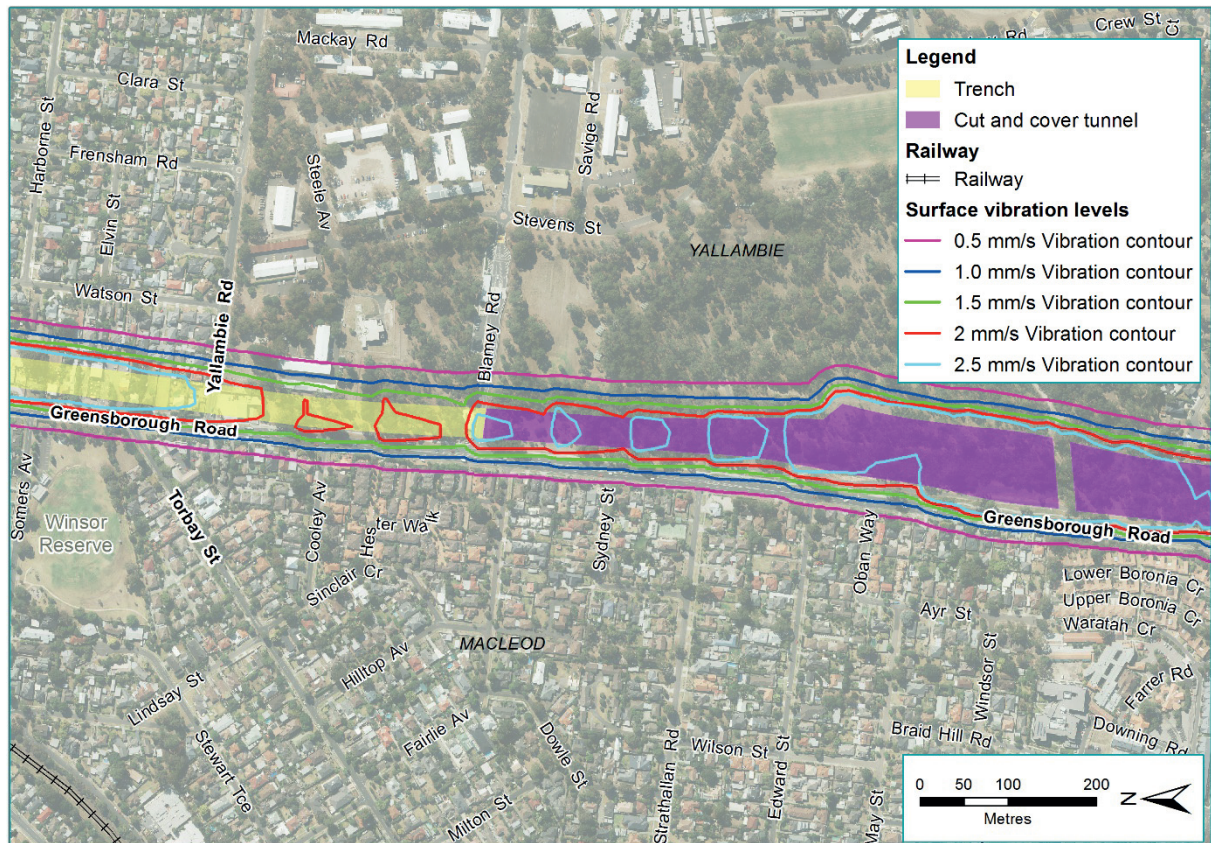 Mackay Rd
Crew St
Ct
Rd
Clara St
Harborne St
Frensham Rd
Elvin St
Steele Av
Savige Rd
Stevens St
YALLAMBIE
Watson St
Yallambie Rd
Blamey Rd
Legend
Trench
Cut and cover tunnel
Railway
Railway
Surface vibration levels
0.5 mm/s Vibration contour
1.0 mm/s Vibration contour
1.5 mm/s Vibration contour
2 mm/s Vibration contour
2.5 mm/s Vibration contour
Greensborough Road
Greensborough Road
Somers Av
Winsor
Reserve
Torbay St
Cooley Av
Hester Walk
Sinclair Cr
Sydney St
Oban Way
Lower Boronia Cr
Upper Boronia Cr
Waratah Cr
Ayr St
MACLEOD
Hilltop Av
Lindsay St
Fairlie Av
Stewart Tce
Dowle St
Milton St
Strathallan Rd
Wilson St
Edward St
May St
Braid Hill Rd
Windsor St
Farrer Rd
Downing Rd
0 50 100 200
Metres
N